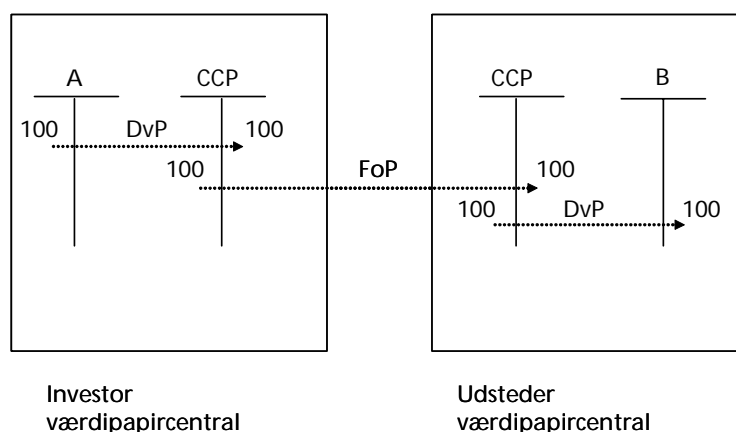 A CCP
100 DvP 100
100
Investor
værdipapircentral
FoP
CCP B
100
100 DvP 100
Udsteder
værdipapircentral